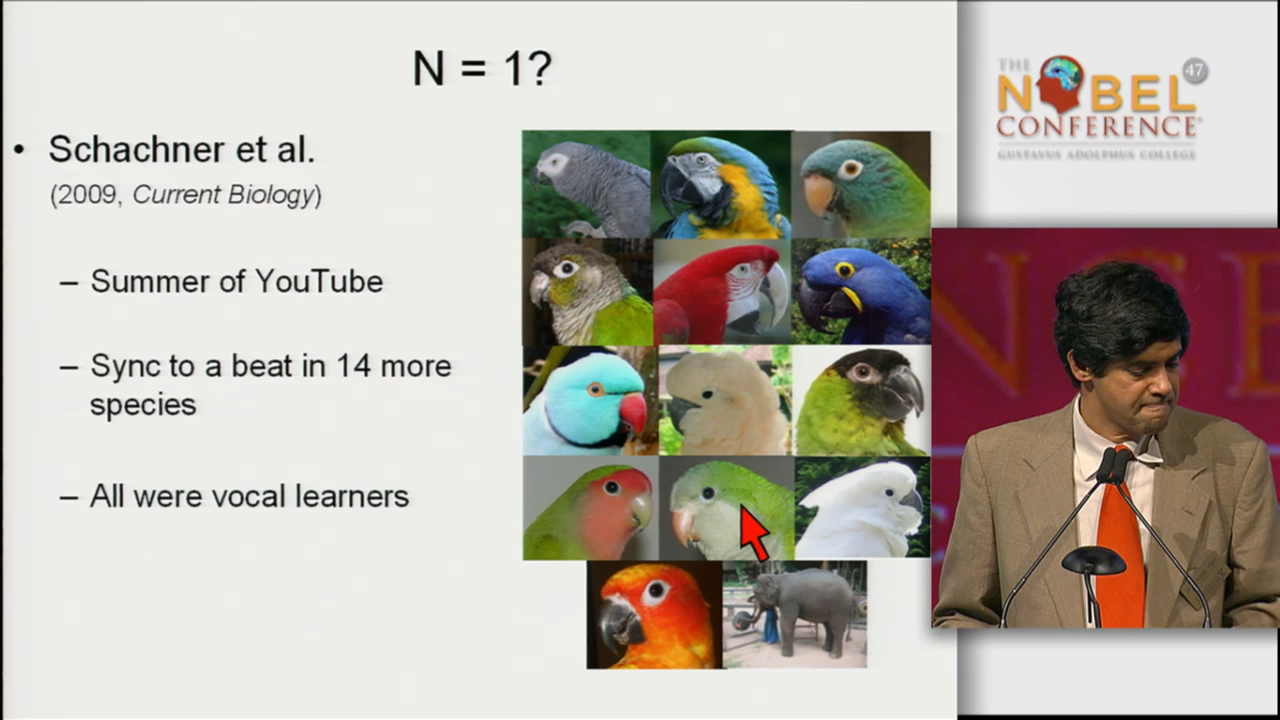 N = 1?
• Schachner et al.
(2009, Current Biology)
– Summer of YouTube
– Sync to a beat in 14 more
species
– All were vocal learners
THE
NOBEL
47
CONFERENCE
GUSTAVUS ADOLPHUS COLLEGE